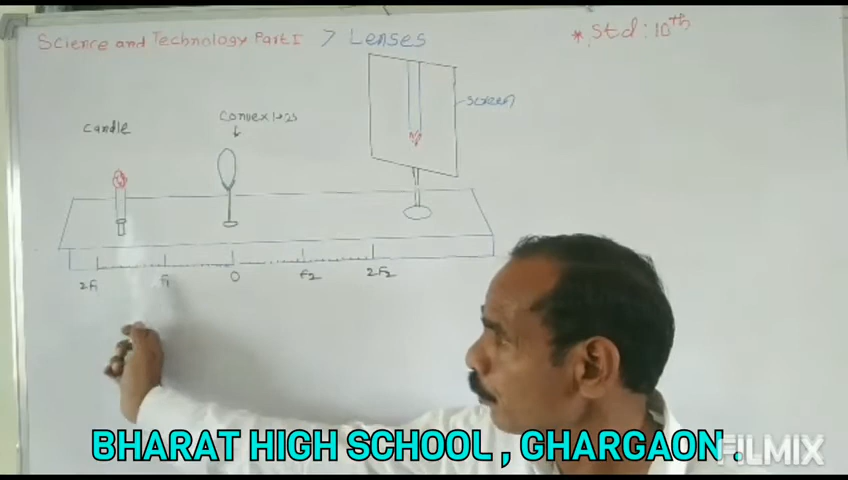 Science and Technology Part I 7 Lenses
* Std : 10th
screen
convex lens
candle
2F1 F1 O F2 2F2
BHARAT HIGH SCHOOL , GHARGAON .
FILMIX